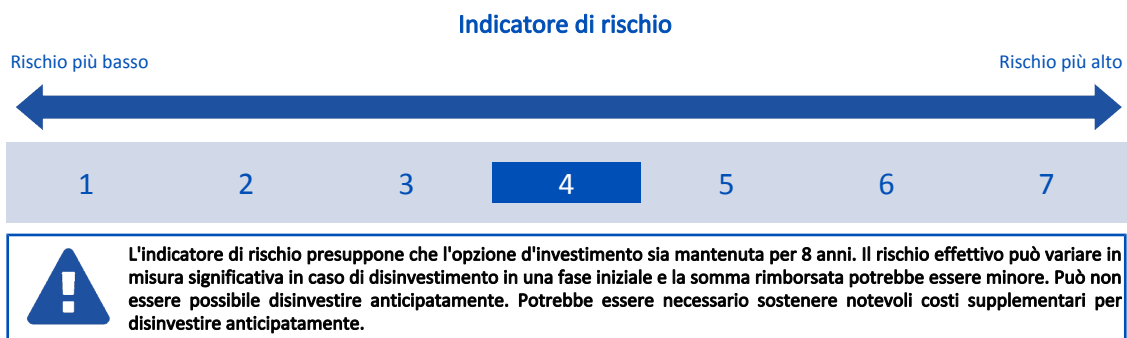 Indicatore di rischio
Rischio più basso
Rischio più alto
1 2 3 4 5 6 7
L'indicatore di rischio presuppone che l'opzione d'investimento sia mantenuta per 8 anni. Il rischio effettivo può variare in
misura significativa in caso di disinvestimento in una fase iniziale e la somma rimborsata potrebbe essere minore. Può non
essere possibile disinvestire anticipatamente. Potrebbe essere necessario sostenere notevoli costi supplementari per
disinvestire anticipatamente.